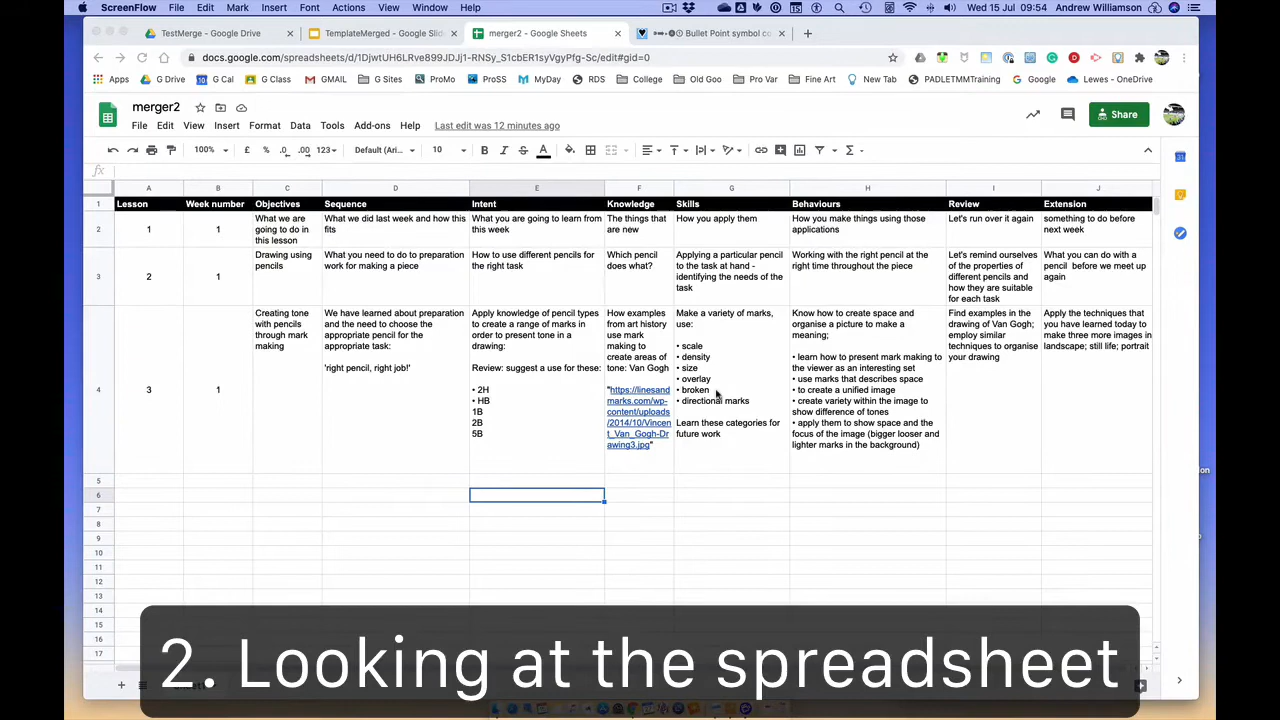 ScreenFlow File Edit Mark Insert Font Actions View Window Help Wed 15 Jul 09:54 Andrew Williamson
TestMerge - Google Drive TemplateMerged - Google Slid merger2 - Google Sheets Bullet Point symbol co
docs.google.com/spreadsheets/d/1DjwtUH6LRve899JDJj1-RNSy_S1cbER1syVgyPfg-Sc/edit#gid=0
Apps G Drive G Cal G Class GMAIL G Sites ProMo ProSS MyDay RDS College Old Goo Pro Var Fine Art New Tab PADLETMMTraining Google Lewes - OneDrive
merger2
Share
File Edit View Insert Format Data Tools Add-ons Help Last edit was 12 minutes ago
100% £ % .0 .00 123 Default (Ari... 10 B I S A
fx
A B C D E F G H I J
1 Lesson Week number Objectives Sequence Intent Knowledge Skills Behaviours Review Extension
2
1
1
What we are
going to do in
this lesson
What we did last week and how this
fits
What you are going to learn from
this week
The things that
are new
How you apply them
How you make things using those
applications
Let's run over it again
something to do before
next week
3
2
1
Drawing using
pencils
What you need to do to preparation
work for making a piece
How to use different pencils for
the right task
Which pencil
does what?
Applying a particular pencil
to the task at hand -
identifying the needs of the
task
Working with the right pencil at the
right time throughout the piece
Let's remind ourselves
of the properties of
different pencils and
how they are suitable
for each task
What you can do with a
pencil before we meet up
again
4
3
1
Creating tone
with pencils
through mark
making
We have learned about preparation
and the need to choose the
appropriate pencil for the
appropriate task:
'right pencil, right job!'
Apply knowledge of pencil types
to create a range of marks in
order to present tone in a
drawing:
Review: suggest a use for these:
• 2H
• HB
1B
2B
5B
How examples
from art history
use mark
making to
create areas of
tone: Van Gogh
"https://linesand
marks.com/wp-
content/uploads
/2014/10/Vincen
t_Van_Gogh-Dr
awing3.jpg"
Make a variety of marks,
use:
• scale
• density
• size
• overlay
• broken
• directional marks
Learn these categories for
future work
Know how to create space and
organise a picture to make a
meaning;
• learn how to present mark making to
the viewer as an interesting set
• use marks that describes space
• to create a unified image
• create variety within the image to
show difference of tones
• apply them to show space and the
focus of the image (bigger looser and
lighter marks in the background)
Find examples in the
drawing of Van Gogh;
employ similar
techniques to organise
your drawing
Apply the techniques that
you have learned today to
make three more images in
landscape; still life; portrait
5
6
7
8
9
10
11
12
13
14
15
16
17
2. Looking at the spreadsheet